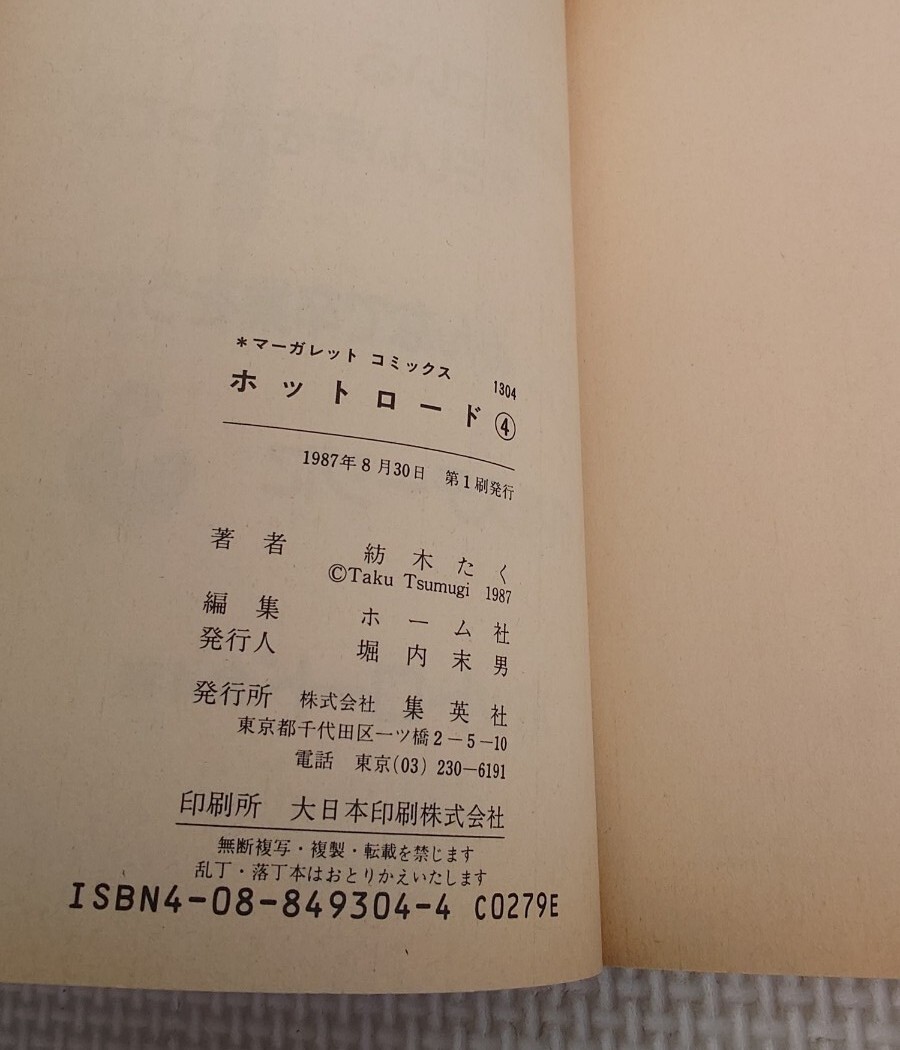 *マーガレット コミックス 1304
ホットロード④
1987年8月30日 第1刷発行
著者 紡木たく
©Taku Tsumugi 1987
編集 ホーム社
発行人 堀内末男
発行所 株式会社 集英社
東京都千代田区一ツ橋2−5−10
電話 東京(03) 230−6191
印刷所 大日本印刷株式会社
無断複写・複製・転載を禁じます
乱丁・落丁本はおとりかえいたします
ISBN4-08-849304-4 C0279E